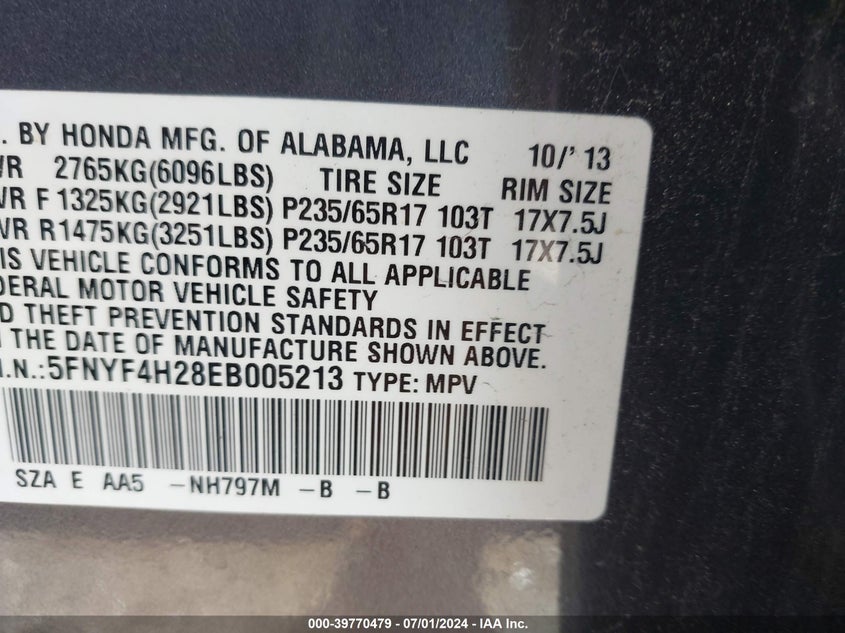 . BY HONDA MFG. OF ALABAMA, LLC 10/'13
VR 2765KG(6096LBS) TIRE SIZE RIM SIZE
VR F 1325KG(2921LBS) P235/65R17 103T 17X7.5J
VR R1475KG(3251LBS) P235/65R17 103T 17X7.5J
IS VEHICLE CONFORMS TO ALL APPLICABLE
DERAL MOTOR VEHICLE SAFETY
D THEFT PREVENTION STANDARDS IN EFFECT
THE DATE OF MANUFACTURE SHOWN ABOVE.
I.N.:5FNYF4H28EB005213 TYPE: MPV
SZA E AA5 -NH797M -B -B
000-39770479 - 07/01/2024 - IAA Inc.